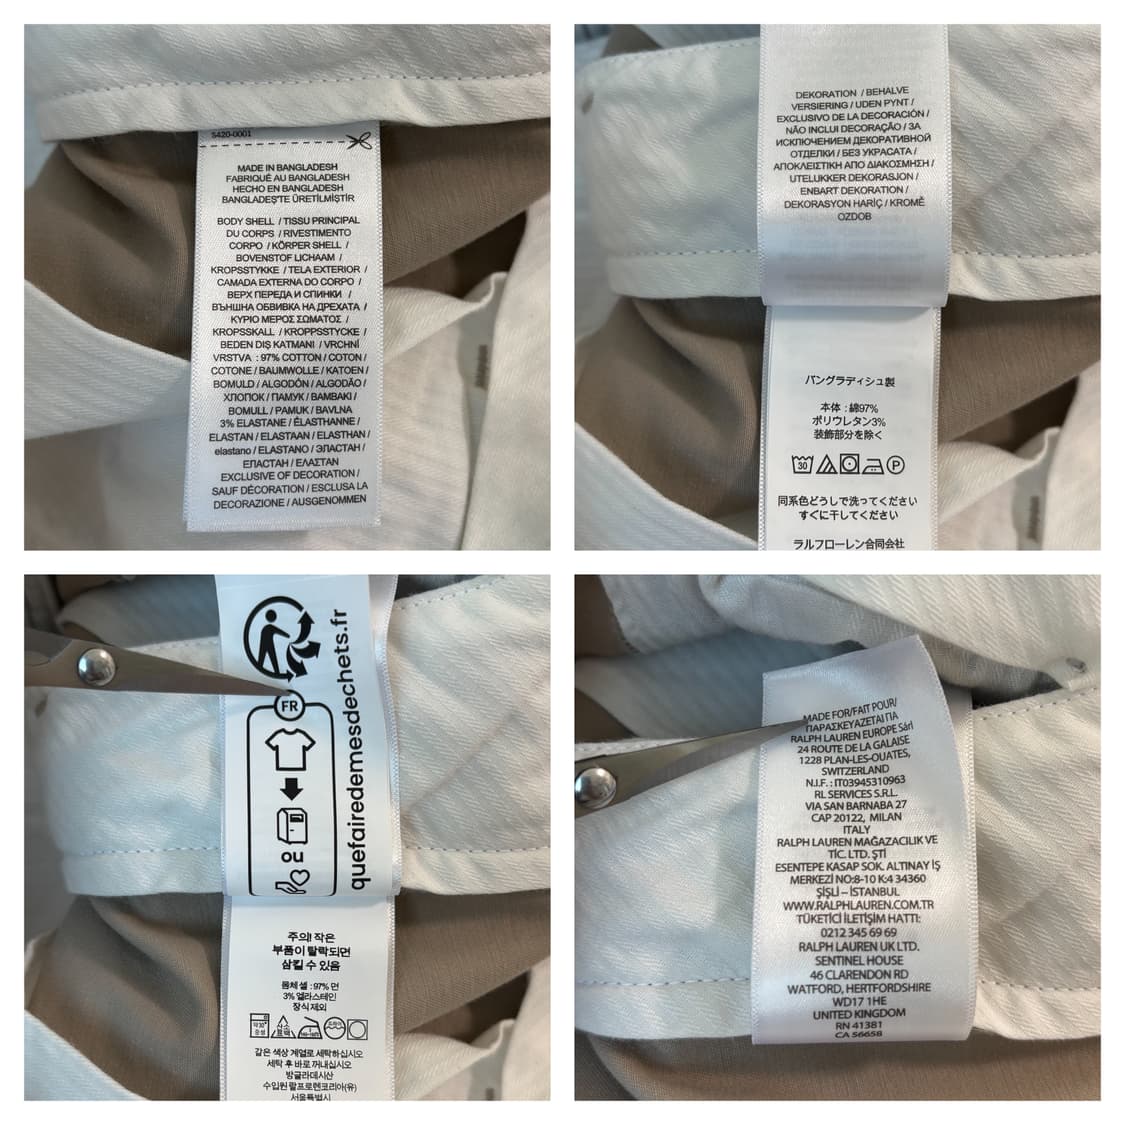 5420-0001
MADE IN BANGLADESH
FABRIQUÉ AU BANGLADESH
HECHO EN BANGLADESH
BANGLADEŞ'TE ÜRETİLMİŞTİR
BODY SHELL / TISSU PRINCIPAL
DU CORPS / RIVESTIMENTO
CORPO / KÖRPER SHELL /
BOVENSTOF LICHAAM /
KROPSSTYKKE / TELA EXTERIOR /
CAMADA EXTERNA DO CORPO /
ВЕРХ ПЕРЕДА И СПИНКИ /
ВЪНШНА ОБВИВКА НА ДРЕХАТА /
ΚΥΡΙΟ ΜΕΡΟΣ ΣΩΜΑΤΟΣ /
KROPSSKALL / KROPPSSTYCKE /
BEDEN DIŞ KATMANI / VRCHNÍ
VRSTVA : 97% COTTON / COTON /
COTONE / BAUMWOLLE / KATOEN /
BOMULD / ALGODÓN / ALGODÃO /
ХЛОПОК / ПАМУК / ΒΑΜΒΑΚΙ /
BOMULL / PAMUK / BAVLNA
3% ELASTANE / ÉLASTHANNE /
ELASTAN / ELASTAAN / ELASTHAN /
elastano / ELASTANO / ЭЛАСТАН /
ЕЛАСТАН / ΕΛΑΣΤΑΝ
EXCLUSIVE OF DECORATION /
SAUF DÉCORATION / ESCLUSA LA
DECORAZIONE / AUSGENOMMEN
DEKORATION / BEHALVE
VERSIERING / UDEN PYNT /
EXCLUSIVO DE LA DECORACIÓN /
NÃO INCLUI DECORAÇÃO / ЗА
ИСКЛЮЧЕНИЕМ ДЕКОРАТИВНОЙ
ОТДЕЛКИ / БЕЗ УКРАСАТА /
ΑΠΟΚΛΕΙΣΤΙΚΗ ΑΠΟ ΔΙΑΚΟΣΜΗΣΗ /
UTELUKKER DEKORASJON /
ENBART DEKORATION /
DEKORASYON HARİÇ / KROMĚ
OZDOB
バングラディシュ製
本体 : 綿97%
ポリウレタン3%
装飾部分を除く
30 P
同系色どうしで洗ってください
すぐに干してください
ラルフローレン合同会社
FR
ou
quefairedemesdechets.fr
주의! 작은
부품이 탈락되면
삼킬 수 있음
몸체 셸 : 97% 면
3% 엘라스테인
장식 제외
같은 색상 계열로 세탁하십시오
세탁 후 바로 꺼내십시오
방글라데시산
수입원 랄프로렌코리아(유)
서울특별시
MADE FOR/FAIT POUR/
ΠΑΡΑΣΚΕΥΑΖΕΤΑΙ ΓΙΑ
RALPH LAUREN EUROPE Sárl
24 ROUTE DE LA GALAISE
1228 PLAN-LES-OUATES,
SWITZERLAND
N.I.F. : IT03945310963
RL SERVICES S.R.L.
VIA SAN BARNABA 27
CAP 20122, MILAN
ITALY
RALPH LAUREN MAĞAZACILIK VE
TİC. LTD. ŞTİ
ESENTEPE KASAP SOK. ALTINAY İŞ
MERKEZİ NO:8-10 K:4 34360
ŞİŞLİ – İSTANBUL
WWW.RALPHLAUREN.COM.TR
TÜKETİCİ İLETİŞİM HATTI:
0212 345 69 69
RALPH LAUREN UK LTD.
SENTINEL HOUSE
46 CLARENDON RD
WATFORD, HERTFORDSHIRE
WD17 1HE
UNITED KINGDOM
RN 41381
CA 56658